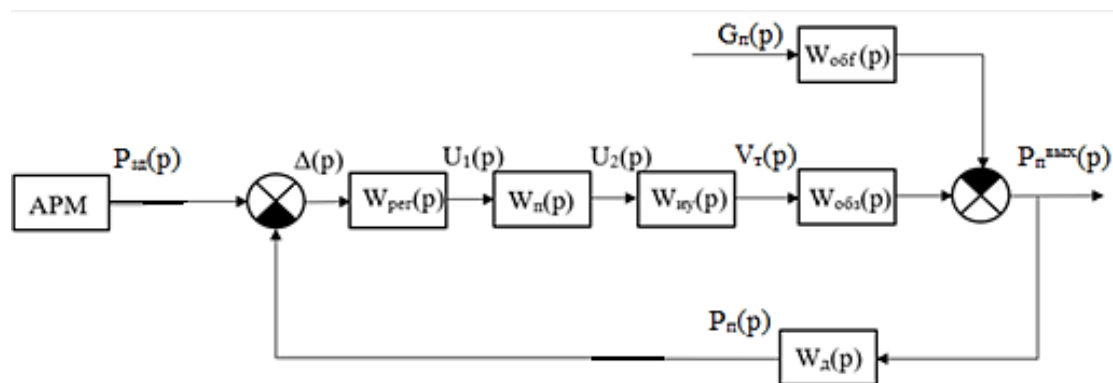 Gп(p)
Wобf(p)
Pзд(p)
Δ(p)
U₁(p)
U₂(p)
Vт(p)
Pпвых(p)
АРМ
Wрег(p)
Wп(p)
Wиу(p)
Wобз(p)
Pп(p)
Wд(p)